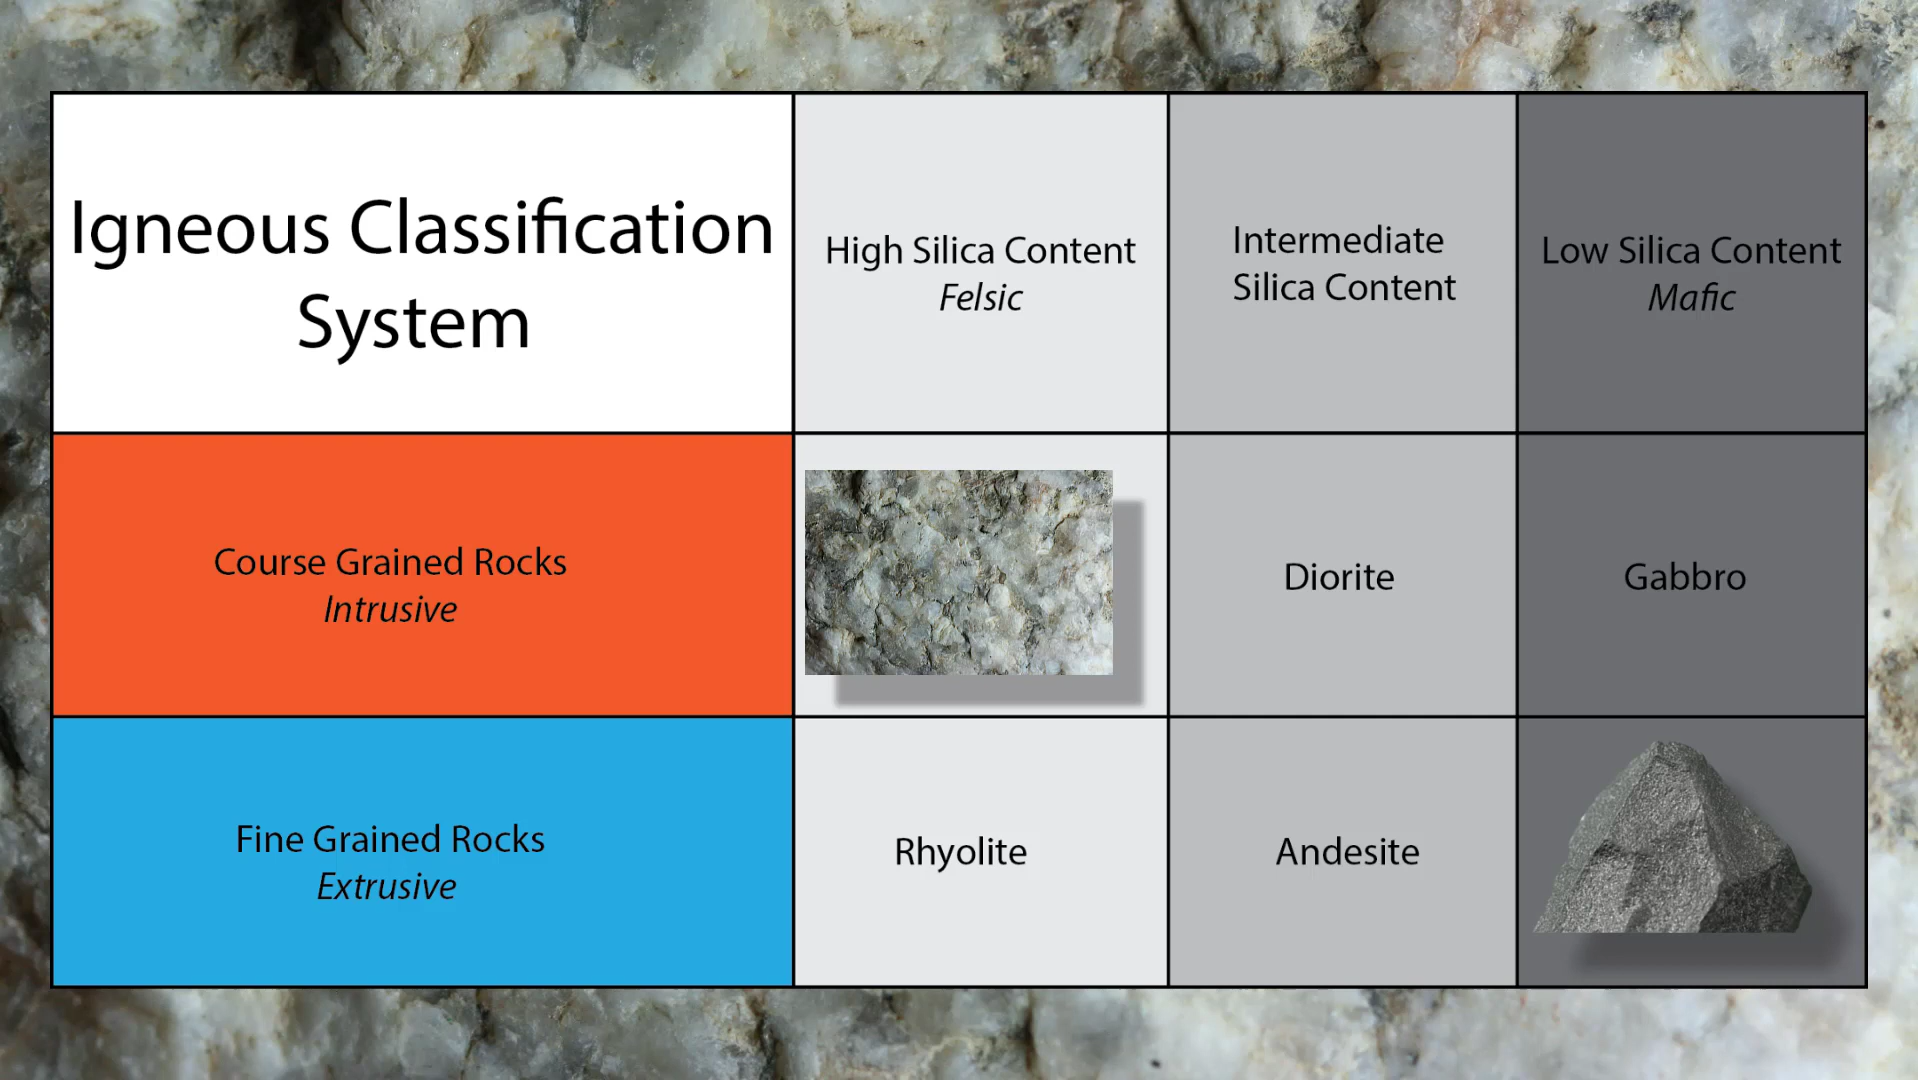 Igneous Classification
System
High Silica Content
Felsic
Intermediate
Silica Content
Low Silica Content
Mafic
Course Grained Rocks
Intrusive
Diorite
Gabbro
Fine Grained Rocks
Extrusive
Rhyolite
Andesite